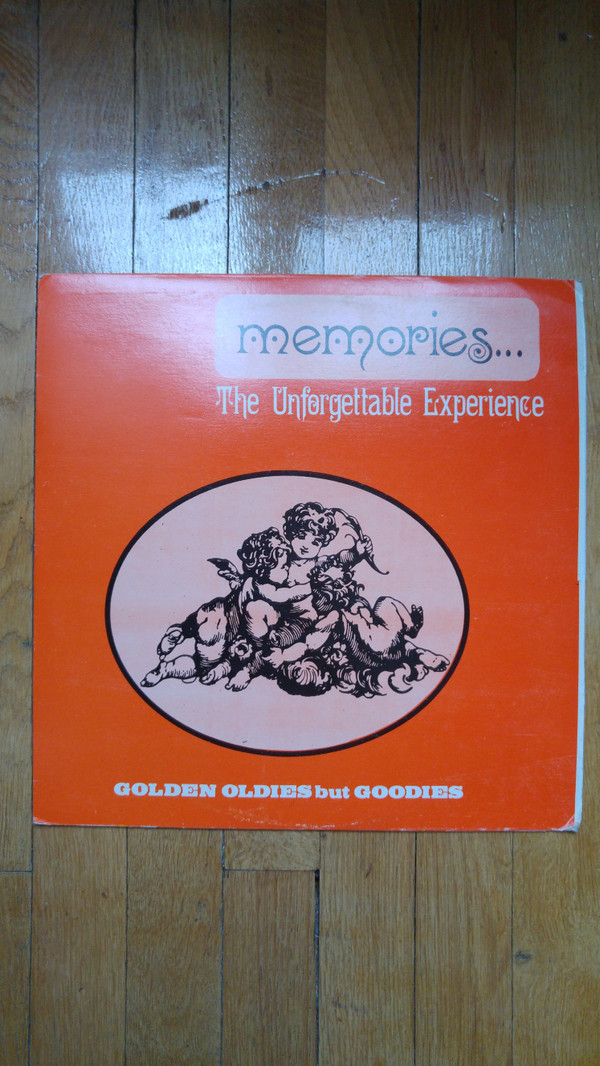 memories...
The Unforgettable Experience
GOLDEN OLDIES but GOODIES